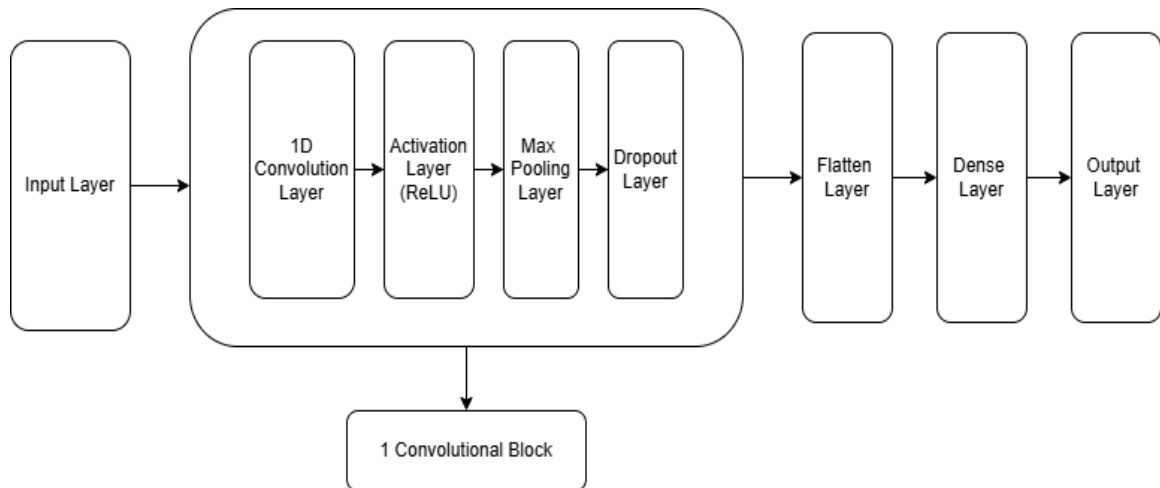 Input Layer
1D
Convolution
Layer
Activation
Layer
(ReLU)
Max
Pooling
Layer
Dropout
Layer
Flatten
Layer
Dense
Layer
Output
Layer
1 Convolutional Block